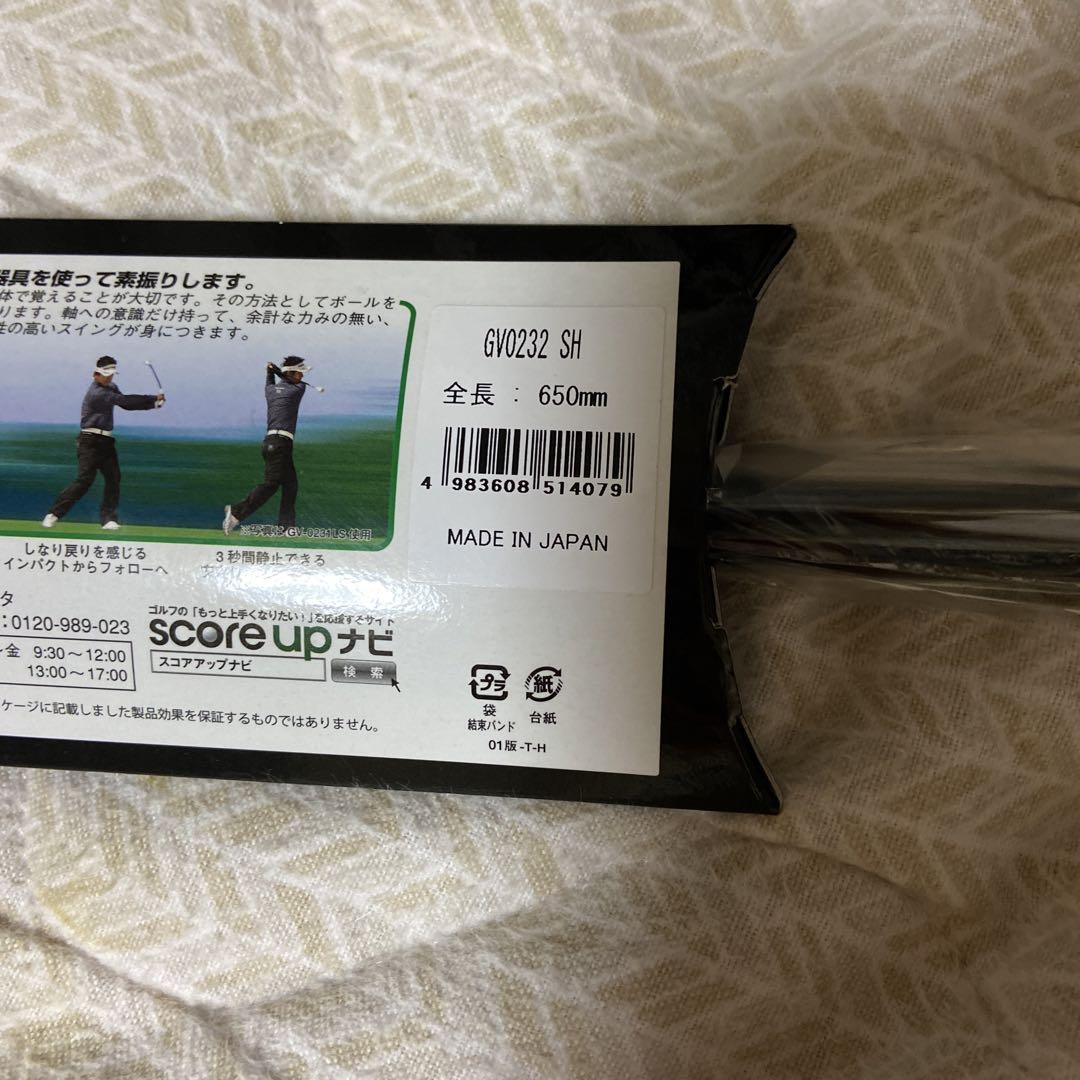 器具を使って素振りします。
体で覚えることが大切です。その方法としてボールを
ります。軸への意識だけ持って、余計な力みの無い、
性の高いスイングが身につきます。
※写真は GV-0231LS 使用
しなり戻りを感じる
インパクトからフォローへ
3秒間静止できる
GV0232 SH
全長 : 650mm
4 983608 514079
MADE IN JAPAN
タ
:0120-989-023
金 9:30～12:00
13:00～17:00
ゴルフの「もっと上手くなりたい!」を応援するサイト
score up ナビ
スコアアップナビ 検索
ケージに記載しました製品効果を保証するものではありません。
プラ
袋
結束バンド
紙
台紙
01版-T-H